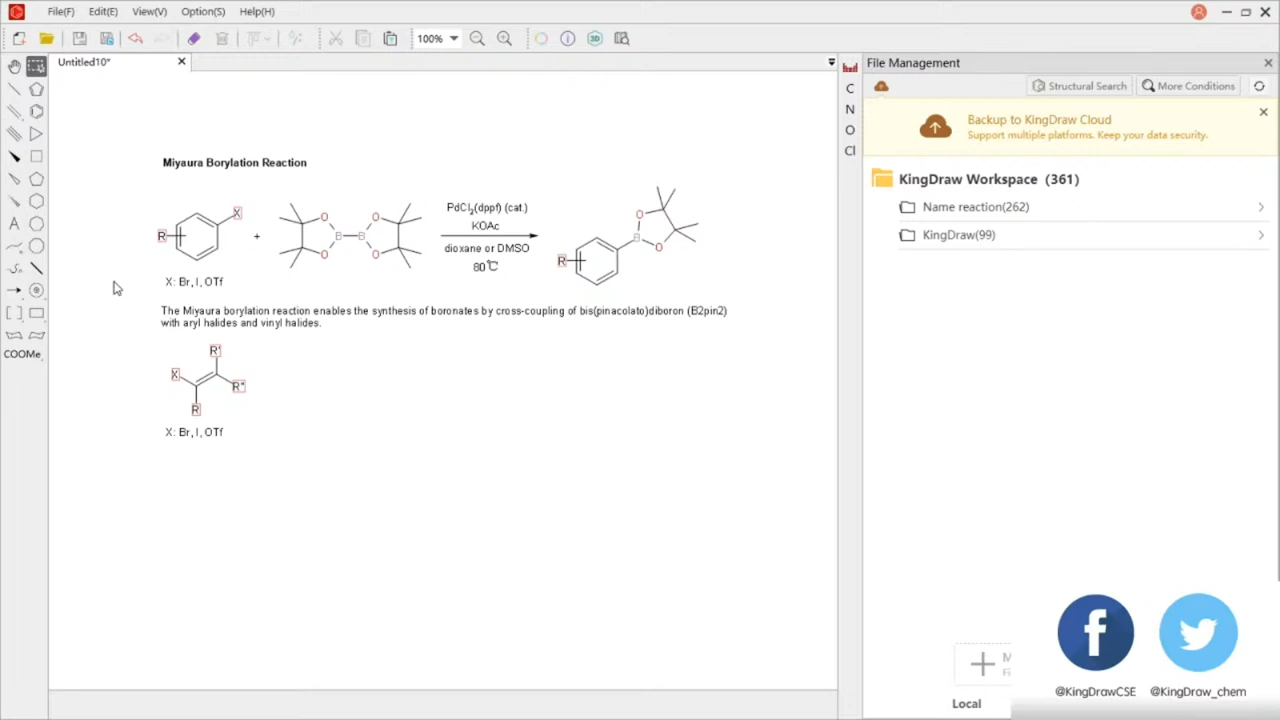 File(F) Edit(E) View(V) Option(S) Help(H)
100%
Untitled10*
File Management
Structural Search
More Conditions
3D
Backup to KingDraw Cloud
Support multiple platforms. Keep your data security.
KingDraw Workspace (361)
Name reaction(262)
KingDraw(99)
C
N
O
Cl
A
COOMe
Miyaura Borylation Reaction
R
X
+
O
O
B
B
O
O
PdCl2(dppf) (cat.)
KOAc
dioxane or DMSO
80℃
R
B
O
O
X: Br, I, OTf
The Miyaura borylation reaction enables the synthesis of boronates by cross-coupling of bis(pinacolato)diboron (B2pin2)
with aryl halides and vinyl halides.
R'
X
R"
R
X: Br, I, OTf
Local
@KingDrawCSE
@KingDraw_chem